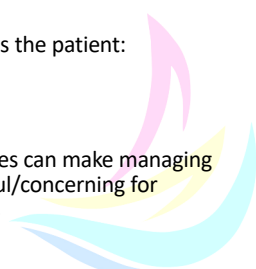 s the patient:
es can make managing
ul/concerning for